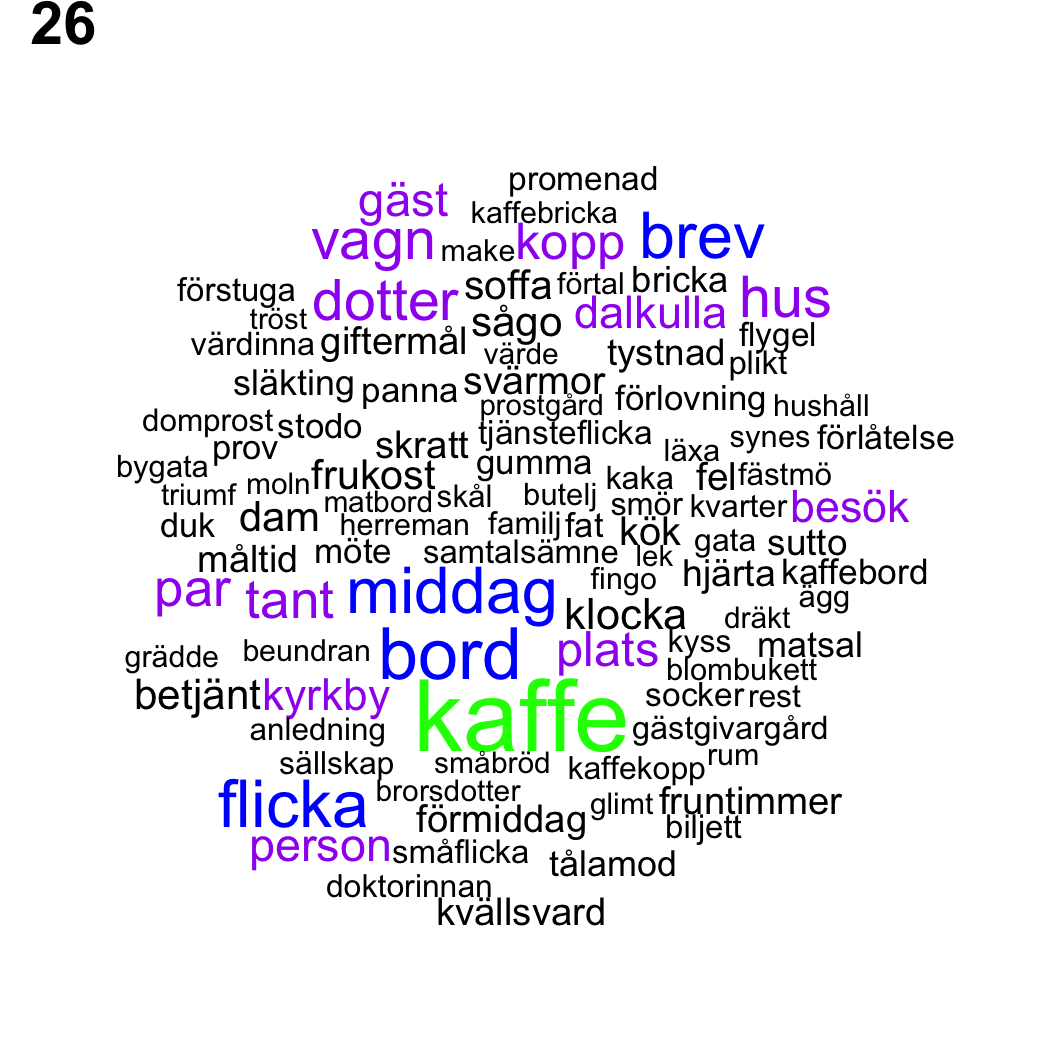 26
promenad
gäst kaffebricka
vagn make kopp brev
förstuga dotter soffa förtal bricka hus
tröst sågo dalkulla flygel
värdinna giftermål värde tystnad plikt
släkting panna svärmor förlovning hushåll
domprost stodo prostgård tjänsteflicka synes förlåtelse
prov skratt läxa
bygata moln frukost gumma kaka fel fästmö
triumf matbord skål butelj smör kvarter besök
duk dam herreman familj fat kök gata sutto
måltid möte samtalsämne lek
par tant middag fingo hjärta kaffebord
klocka dräkt ägg
grädde beundran bord plats kyss matsal
blombukett
betjänt kyrkby kaffe socker rest
anledning gästgivargård
sällskap småbröd kaffekopp rum
flicka brorsdotter glimt fruntimmer
förmiddag biljett
person småflicka tålamod
doktorinnan
kvällsvard